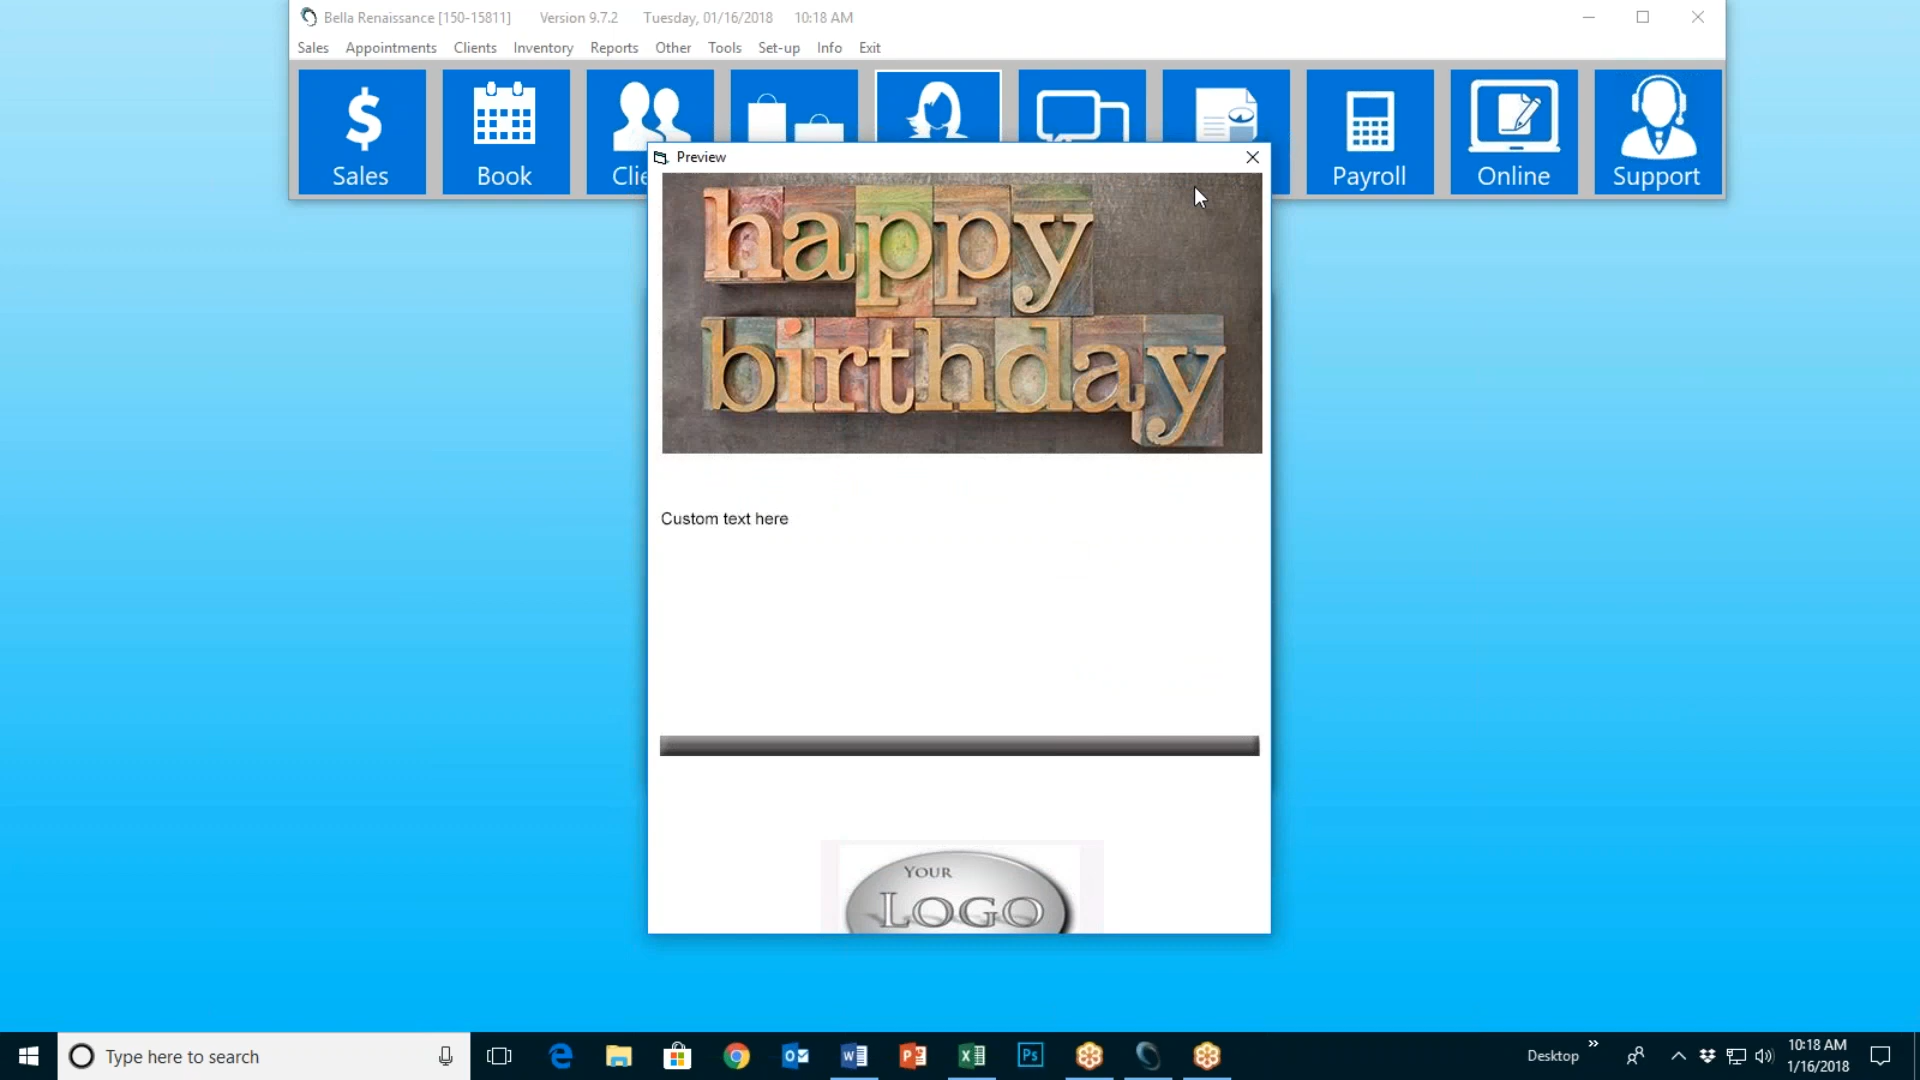 Bella Renaissance [150-15811] Version 9.7.2 Tuesday, 01/16/2018 10:18 AM
Sales Appointments Clients Inventory Reports Other Tools Set-up Info Exit
Sales Book Clie Payroll Online Support
Preview
happy
birthday
Custom text here
YOUR
LOGO
Type here to search
Desktop
10:18 AM
1/16/2018